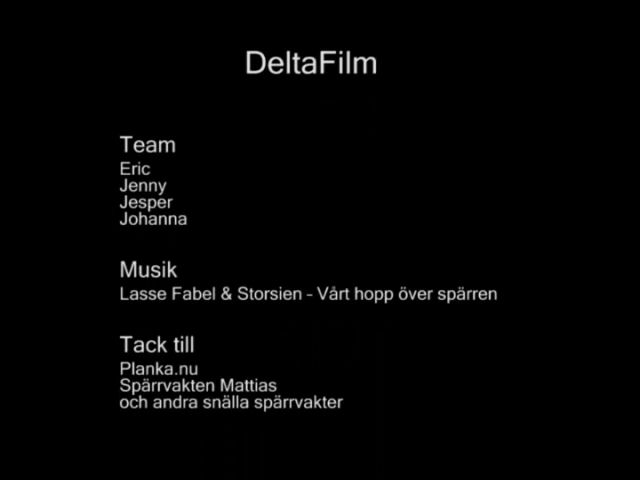 DeltaFilm
Team
Eric
Jenny
Jesper
Johanna
Musik
Lasse Fabel & Storsien - Vårt hopp över spärren
Tack till
Planka.nu
Spärrvakten Mattias
och andra snälla spärrvakter